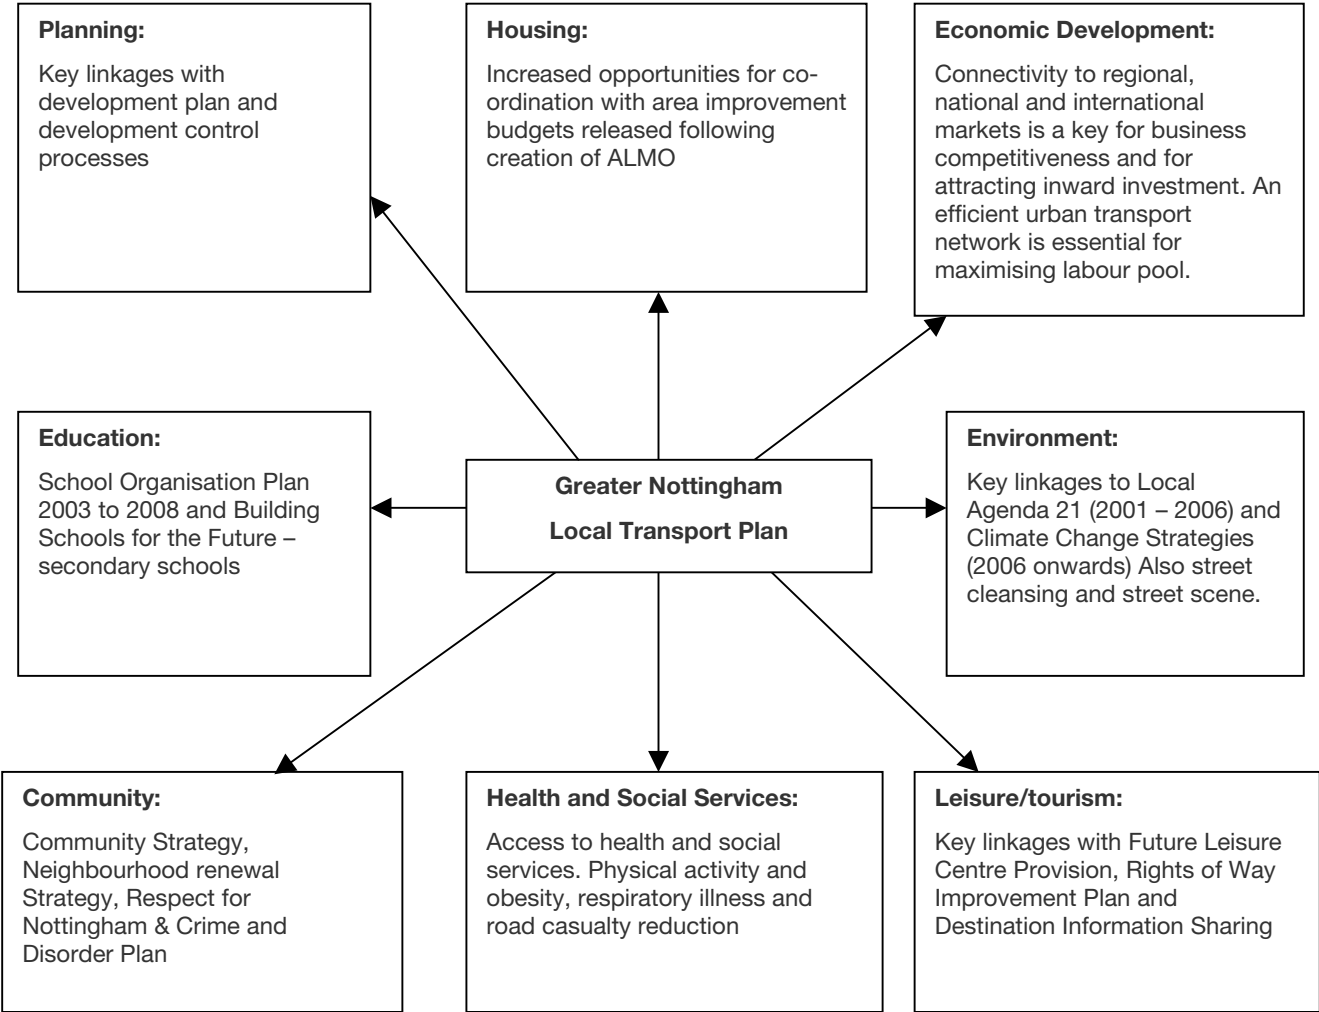 Planning:
Key linkages with
development plan and
development control
processes
Housing:
Increased opportunities for co-
ordination with area improvement
budgets released following
creation of ALMO
Economic Development:
Connectivity to regional,
national and international
markets is a key for business
competitiveness and for
attracting inward investment. An
efficient urban transport
network is essential for
maximising labour pool.
Education:
School Organisation Plan
2003 to 2008 and Building
Schools for the Future –
secondary schools
Greater Nottingham
Local Transport Plan
Environment:
Key linkages to Local
Agenda 21 (2001 – 2006) and
Climate Change Strategies
(2006 onwards) Also street
cleansing and street scene.
Community:
Community Strategy,
Neighbourhood renewal
Strategy, Respect for
Nottingham & Crime and
Disorder Plan
Health and Social Services:
Access to health and social
services. Physical activity and
obesity, respiratory illness and
road casualty reduction
Leisure/tourism:
Key linkages with Future Leisure
Centre Provision, Rights of Way
Improvement Plan and
Destination Information Sharing